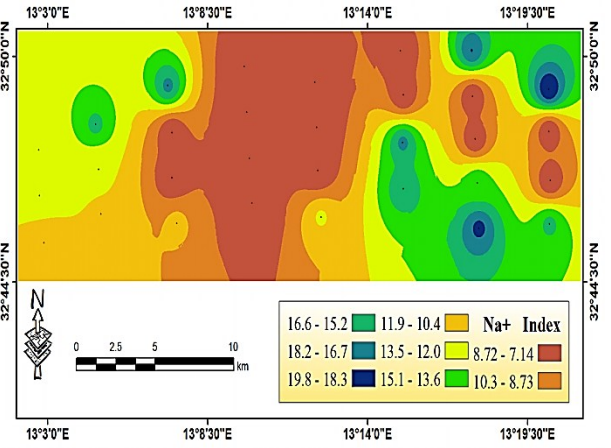 13°3'0"E 13°8'30"E 13°14'0"E 13°19'30"E
32°50'0"N 32°50'0"N
32°44'30"N 32°44'30"N
N
0 2.5 5 10
km
16.6 - 15.2 11.9 - 10.4 Na+ Index
18.2 - 16.7 13.5 - 12.0 8.72 - 7.14
19.8 - 18.3 15.1 - 13.6 10.3 - 8.73
13°3'0"E 13°8'30"E 13°14'0"E 13°19'30"E